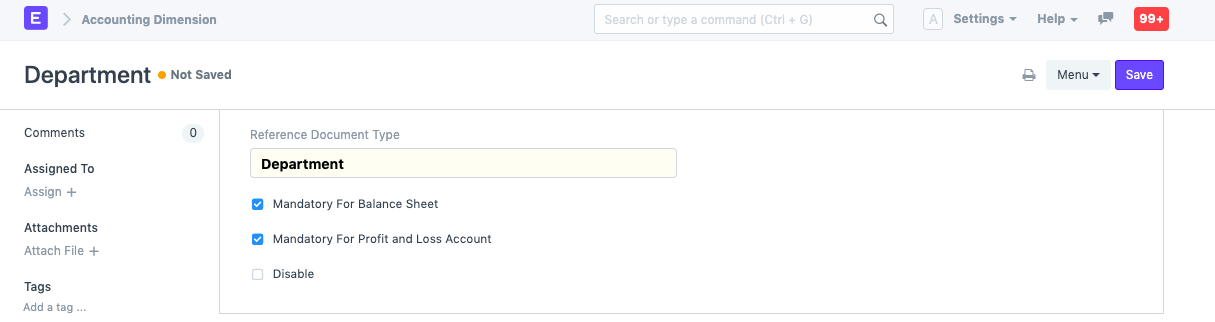 E Accounting Dimension Search or type a command (Ctrl + G) A Settings Help 99+
Department Not Saved Menu Save
Comments 0
Reference Document Type
Department
Assigned To
Assign +
Mandatory For Balance Sheet
Attachments
Mandatory For Profit and Loss Account
Attach File +
Disable
Tags
Add a tag ...